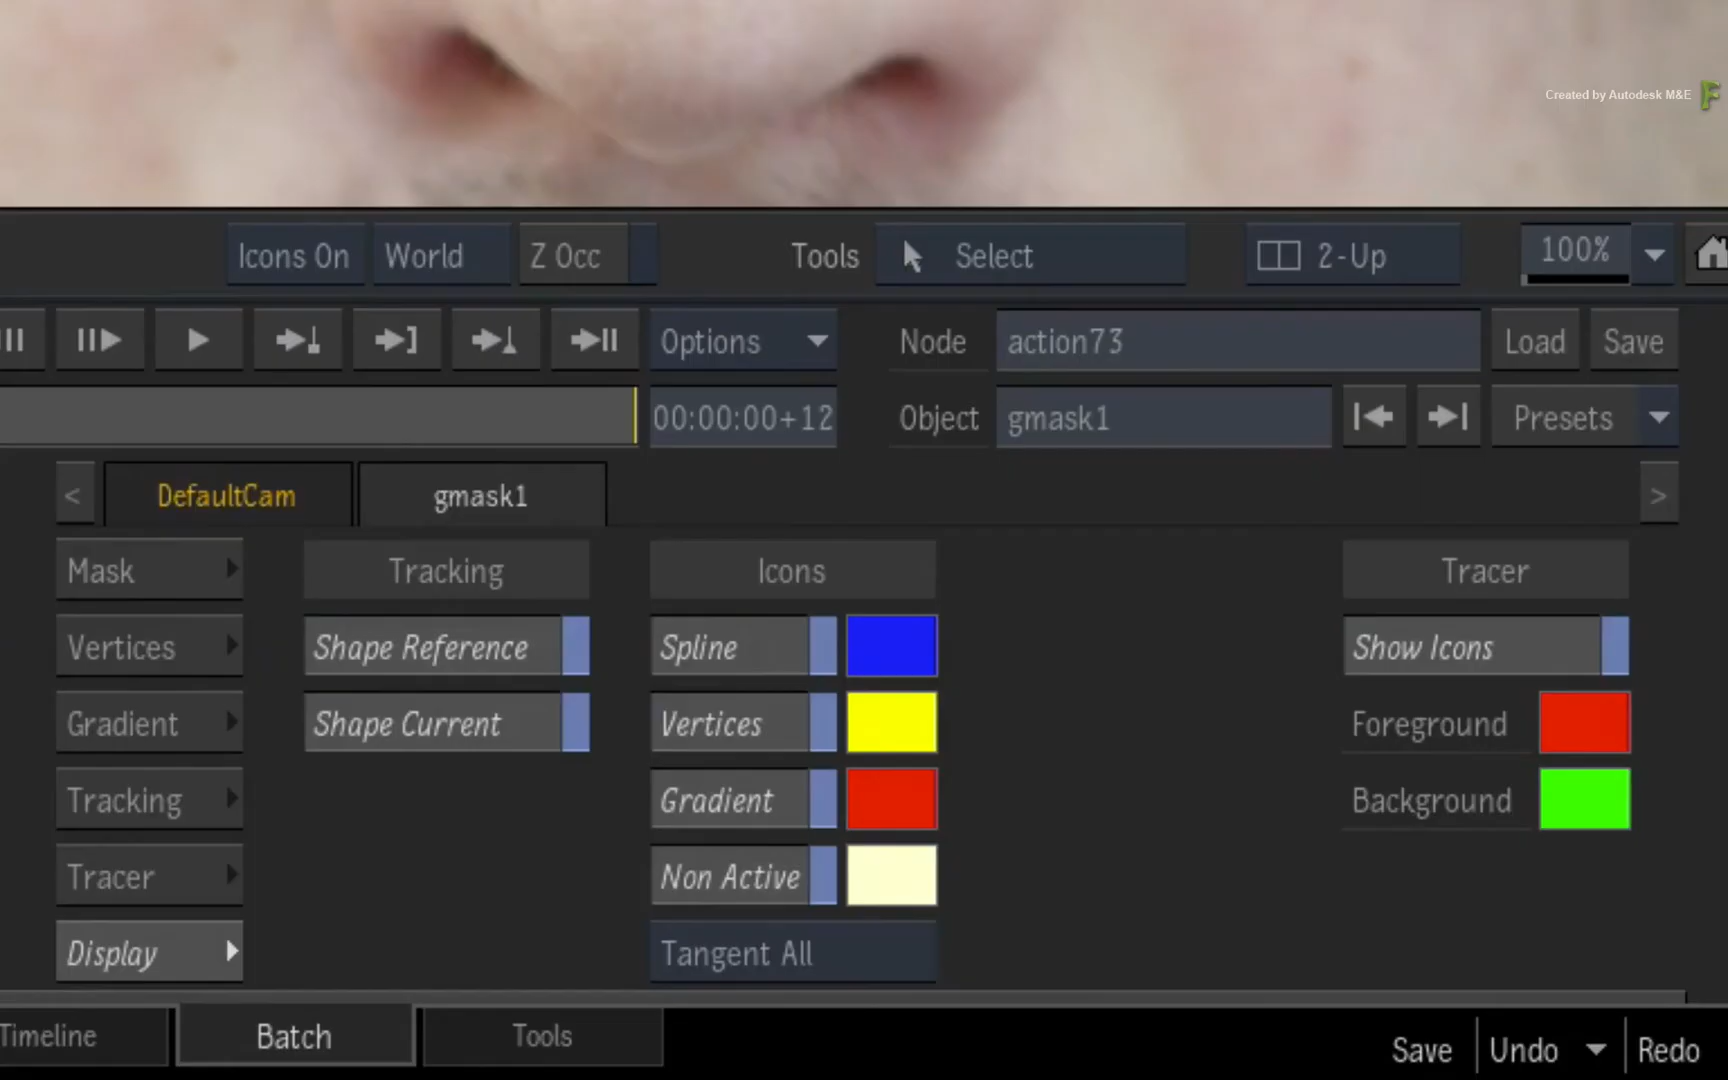 Created by Autodesk M&E
Icons On World Z Occ Tools Select 2-Up 100%
Options Node action73 Load Save
00:00:00+12 Object gmask1 Presets
< DefaultCam gmask1 >
Mask Tracking Icons Tracer
Vertices Shape Reference Spline Show Icons
Gradient Shape Current Vertices Foreground
Tracking Gradient Background
Tracer Non Active
Display Tangent All
Timeline Batch Tools Save Undo Redo